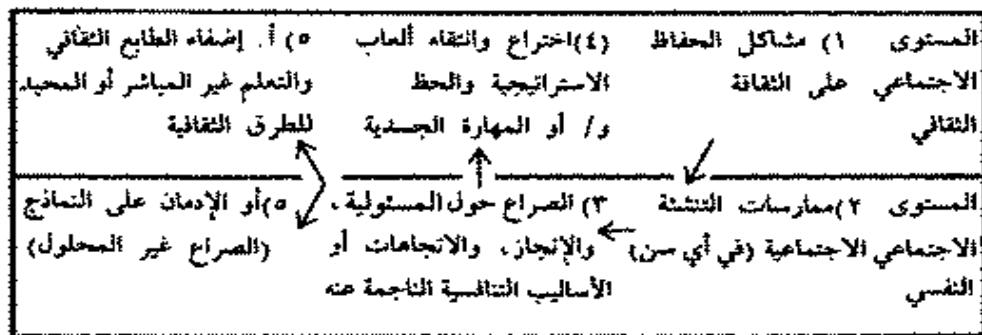 المستوى ١) مشاكل الحفاظ (٤)اختراع وانتقاء ألعاب ٥) أ. إضفاء الطابع الثقافي
الاجتماعي على الثقافة الاستراتيجية والحظ والتعلم غير المباشر أو المحيد
الثقافي و/ أو المهارة الجسدية للطرق الثقافية
المستوى ٢)ممارسات التنشئة ٣) الصراع حول المسئولية، ٥)أو الإدمان على النماذج
الاجتماعي الاجتماعية (في أي سن) والإنجاز، والاتجاهات أو (الصراع غير المحلول)
النفسي الأساليب التنافسية الناجمة عنه